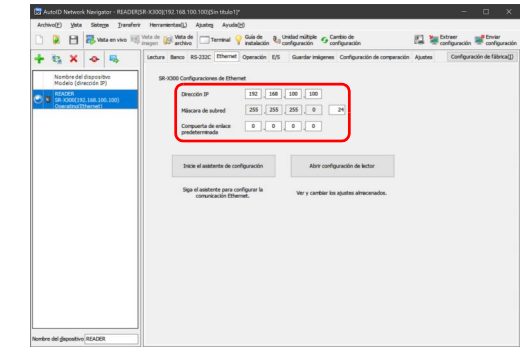 AutoID Network Navigator - READER[SR-X300](192.168.100.100)[Sin título1]*
Archivo(F) Vista Sistema Transferir Herramientas(L) Ajustes Ayuda(H)
Vista en vivo Vista de imagen Vista de archivo Terminal Guía de instalación Unidad múltiple configuración Cambio de configuración Extraer configuración Enviar configuración
Lectura Banco RS-232C Ethernet Operación E/S Guardar imágenes Configuración de comparación Ajustes Configuración de fábrica(J)
Nombre del dispositivo
Modelo (dirección IP)
READER
SR-X300(192.168.100.100)
Operating(Ethernet)
SR-X300 Configuraciones de Ethernet
Dirección IP 192 . 168 . 100 . 100
Máscara de subred 255 . 255 . 255 . 0 24
Compuerta de enlace predeterminada 0 . 0 . 0 . 0
Inicie el asistente de configuración Abrir configuración de lector
Siga el asistente para configurar la comunicación Ethernet. Ver y cambiar los ajustes almacenados.
Nombre del dispositivo READER